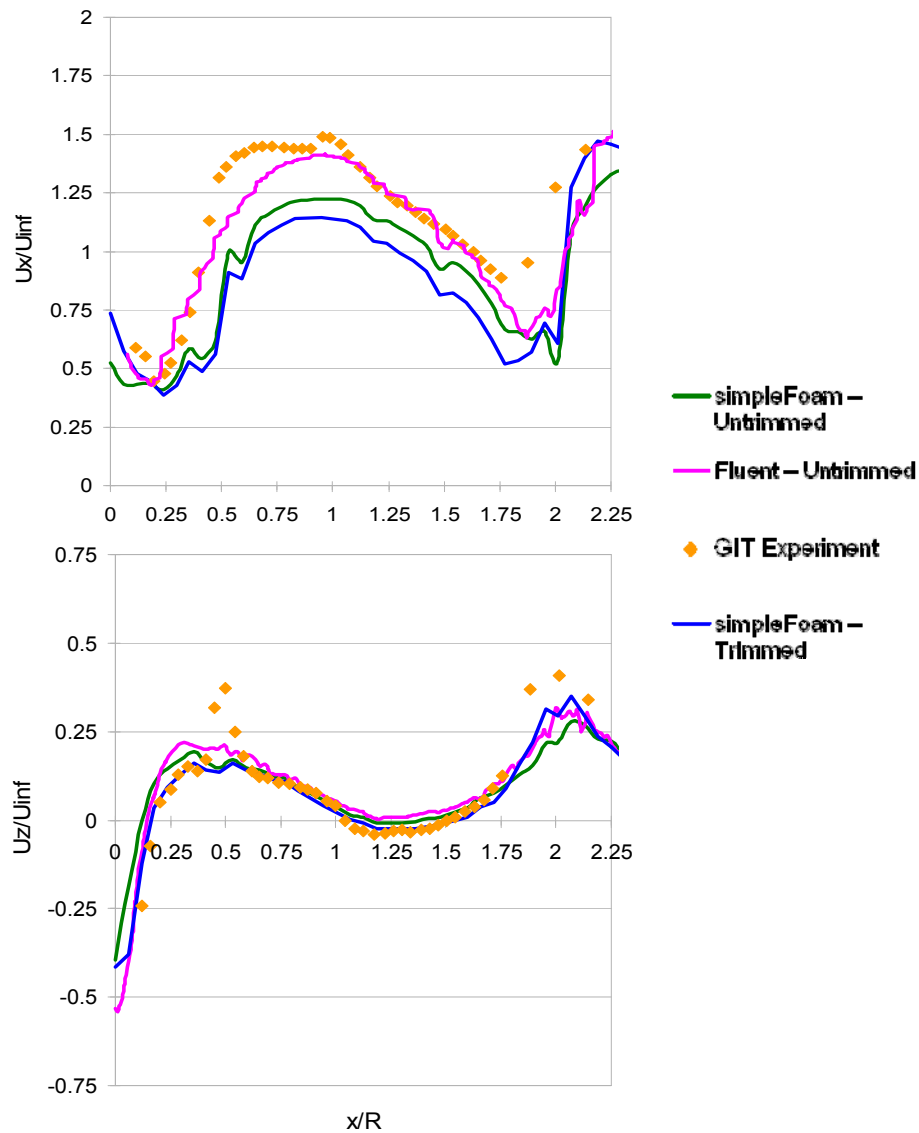 2
1.75
1.5
1.25
1
0.75
0.5
0.25
0
Ux/Uinf
0 0.25 0.5 0.75 1 1.25 1.5 1.75 2 2.25
simpleFoam –
Untrimmed
Fluent – Untrimmed
GIT Experiment
simpleFoam –
Trimmed
0.75
0.5
0.25
0
-0.25
-0.5
-0.75
Uz/Uinf
0 0.25 0.5 0.75 1 1.25 1.5 1.75 2 2.25
x/R